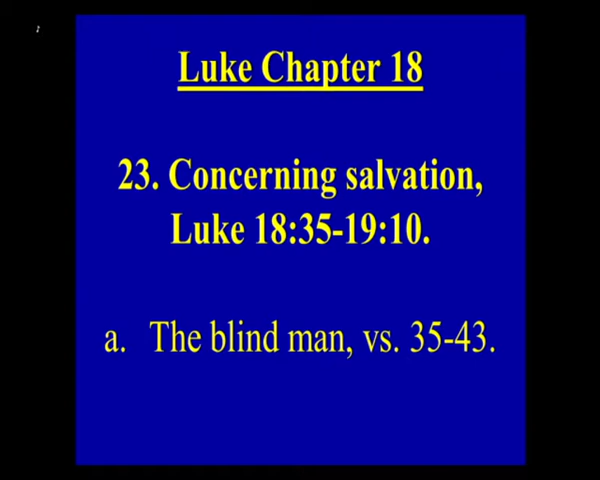 Luke Chapter 18
23. Concerning salvation,
Luke 18:35-19:10.
a. The blind man, vs. 35-43.